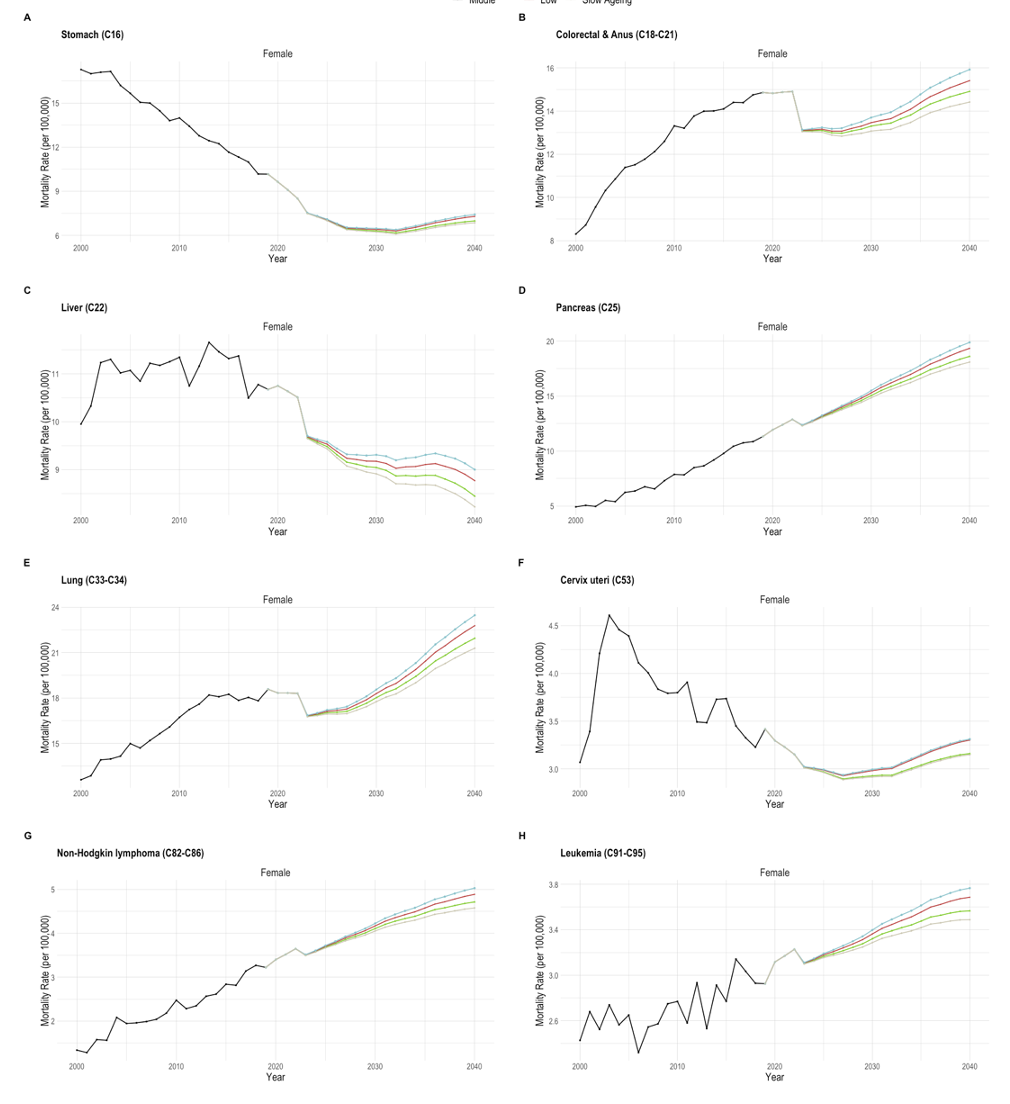 Middle Low Slow Ageing
A
Stomach (C16)
Female
Mortality Rate (per 100,000)
15
12
9
6
2000 2010 2020 2030 2040
Year
B
Colorectal & Anus (C18-C21)
Female
Mortality Rate (per 100,000)
16
14
12
10
8
2000 2010 2020 2030 2040
Year
C
Liver (C22)
Female
Mortality Rate (per 100,000)
11
10
9
2000 2010 2020 2030 2040
Year
D
Pancreas (C25)
Female
Mortality Rate (per 100,000)
20
15
10
5
2000 2010 2020 2030 2040
Year
E
Lung (C33-C34)
Female
Mortality Rate (per 100,000)
24
21
18
15
2000 2010 2020 2030 2040
Year
F
Cervix uteri (C53)
Female
Mortality Rate (per 100,000)
4.5
4.0
3.5
3.0
2000 2010 2020 2030 2040
Year
G
Non-Hodgkin lymphoma (C82-C86)
Female
Mortality Rate (per 100,000)
5
4
3
2
2000 2010 2020 2030 2040
Year
H
Leukemia (C91-C95)
Female
Mortality Rate (per 100,000)
3.8
3.4
3.0
2.6
2000 2010 2020 2030 2040
Year